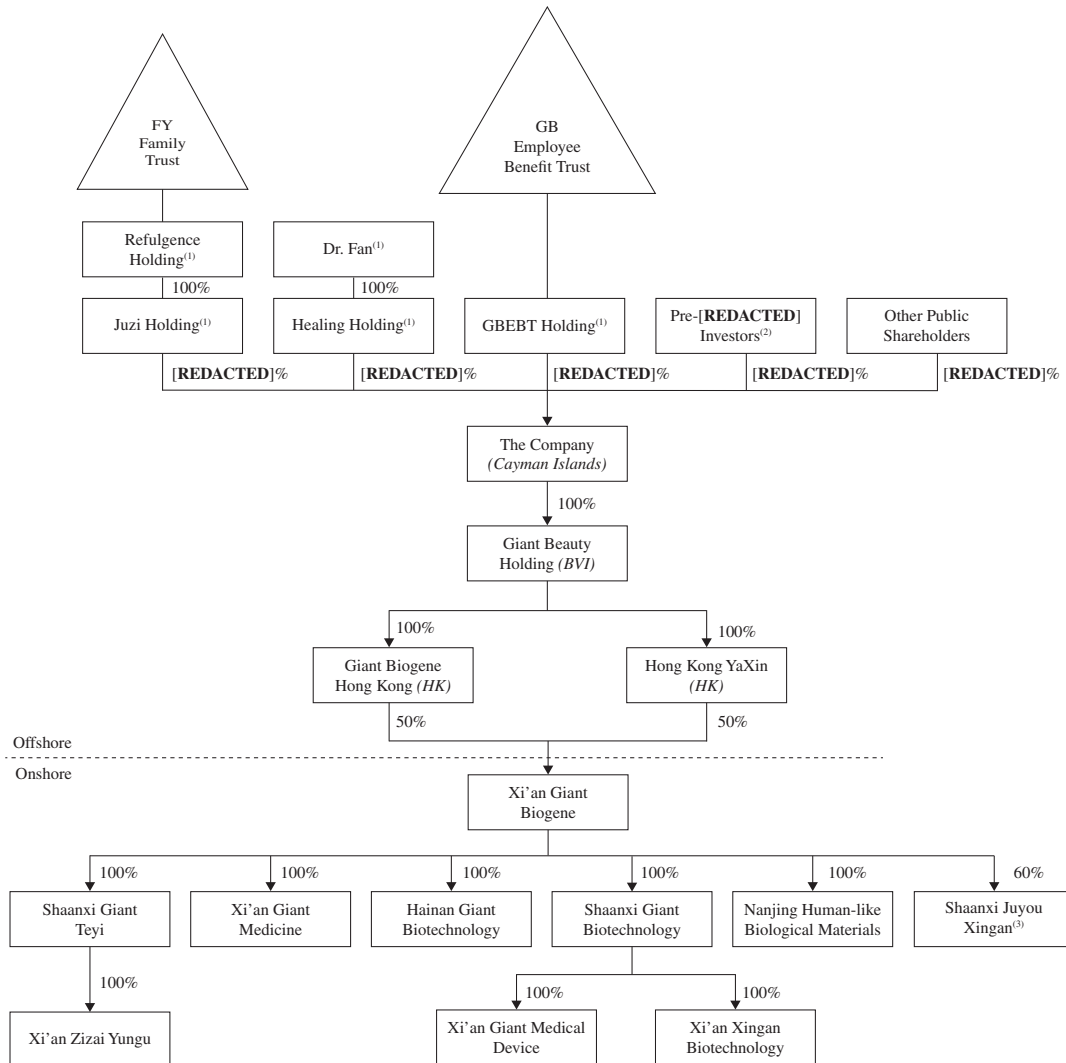 FY
Family
Trust
GB
Employee
Benefit Trust
Refulgence
Holding(1)
Dr. Fan(1)
100%
100%
Juzi Holding(1)
Healing Holding(1)
GBEBT Holding(1)
Pre-[REDACTED]
Investors(2)
Other Public
Shareholders
[REDACTED]%
[REDACTED]%
[REDACTED]%
[REDACTED]%
[REDACTED]%
The Company
(Cayman Islands)
100%
Giant Beauty
Holding (BVI)
100%
100%
Giant Biogene
Hong Kong (HK)
Hong Kong YaXin
(HK)
50%
50%
Offshore
Onshore
Xi’an Giant
Biogene
100%
100%
100%
100%
100%
60%
Shaanxi Giant
Teyi
Xi’an Giant
Medicine
Hainan Giant
Biotechnology
Shaanxi Giant
Biotechnology
Nanjing Human-like
Biological Materials
Shaanxi Juyou
Xingan(3)
100%
100%
100%
Xi’an Zizai Yungu
Xi’an Giant Medical
Device
Xi’an Xingan
Biotechnology